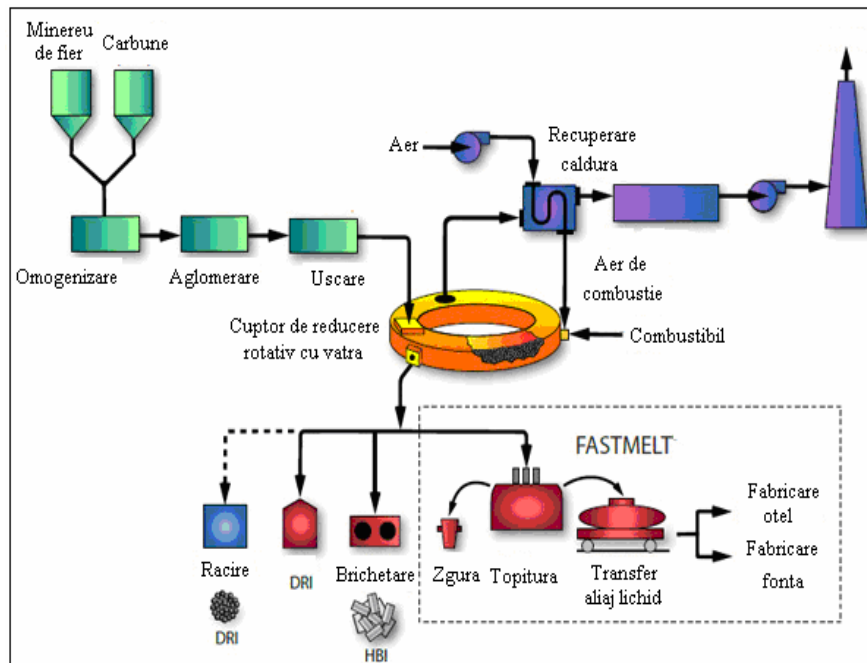 Minereu
de fier
Carbune
Aer
Recuperare
caldura
Omogenizare
Aglomerare
Uscare
Aer de
combustie
Cuptor de reducere
rotativ cu vatra
Combustibil
FASTMELT
Fabricare
otel
Fabricare
fonta
Racire
DRI
Brichetare
Zgura
Topitura
Transfer
aliaj lichid
DRI
HBI